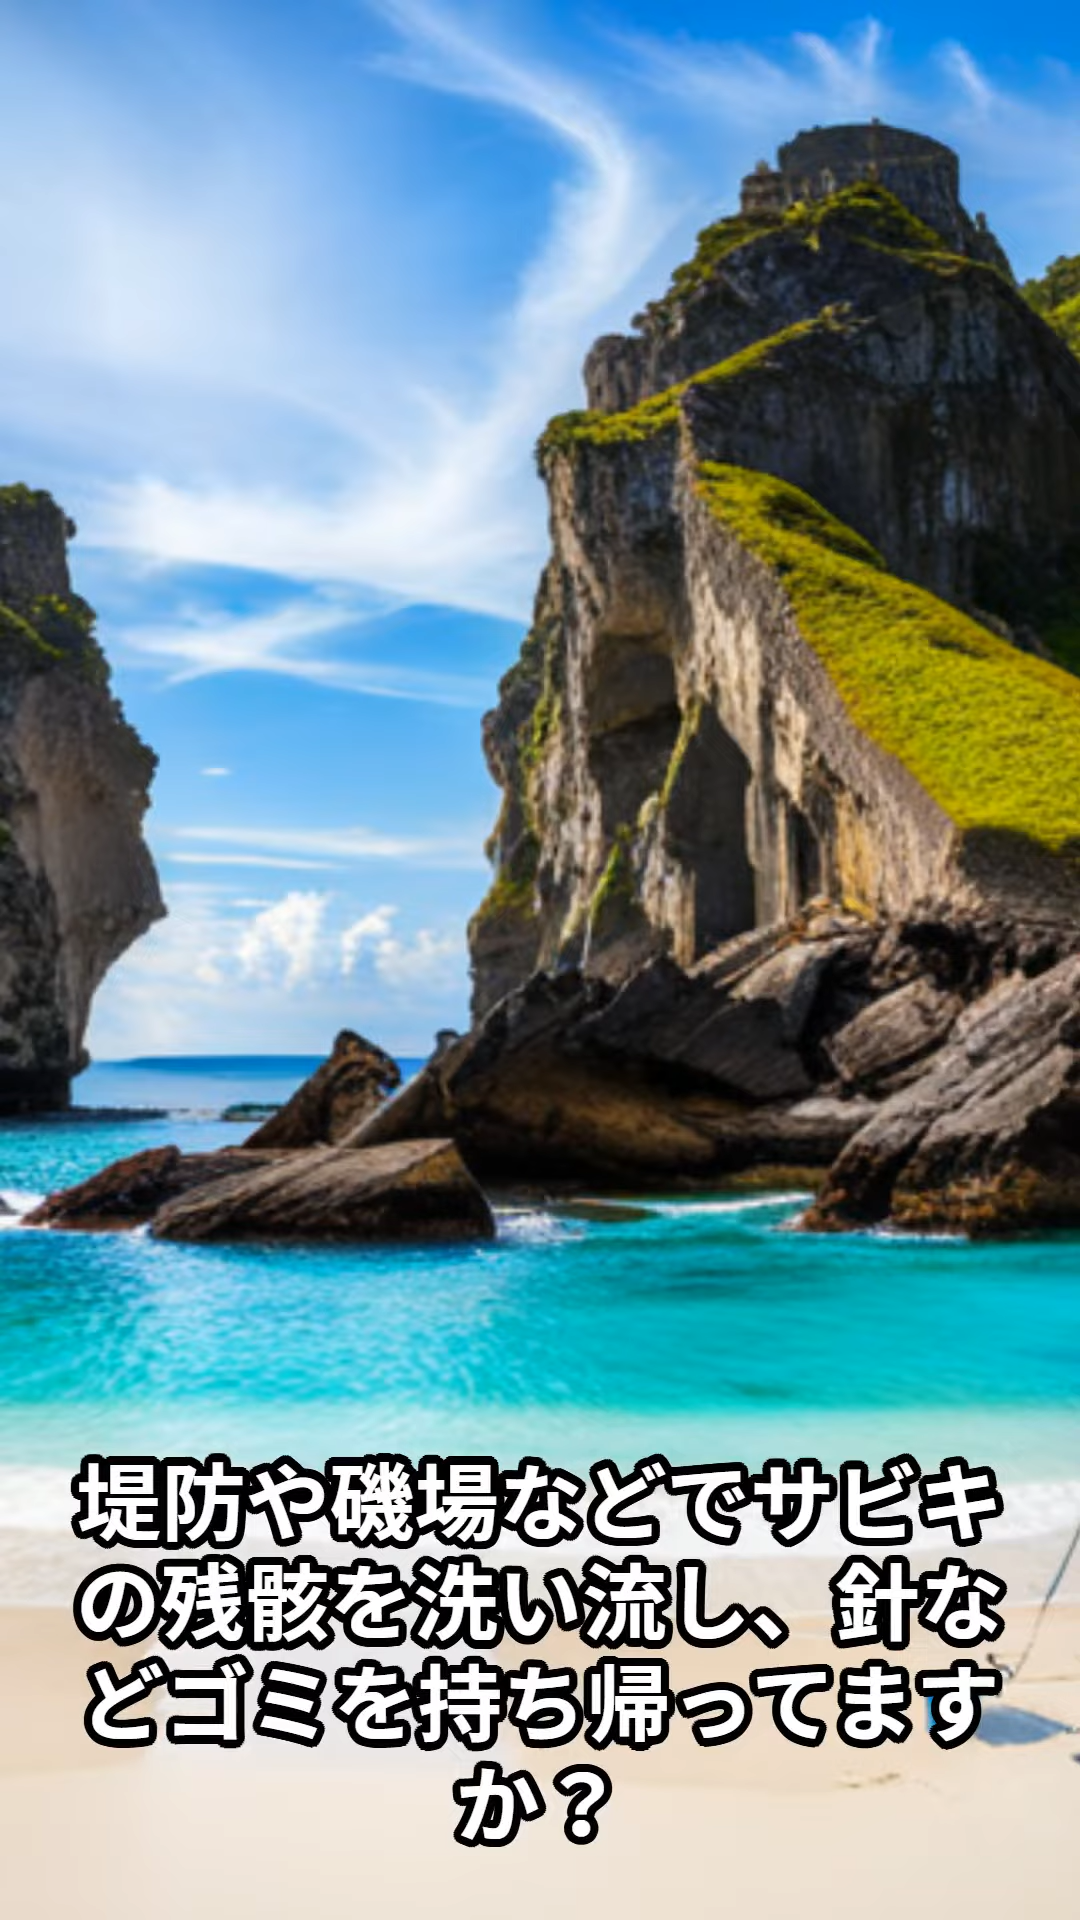 堤防や磯場などでサビキ
の残骸を洗い流し、針な
どゴミを持ち帰ってます
か？